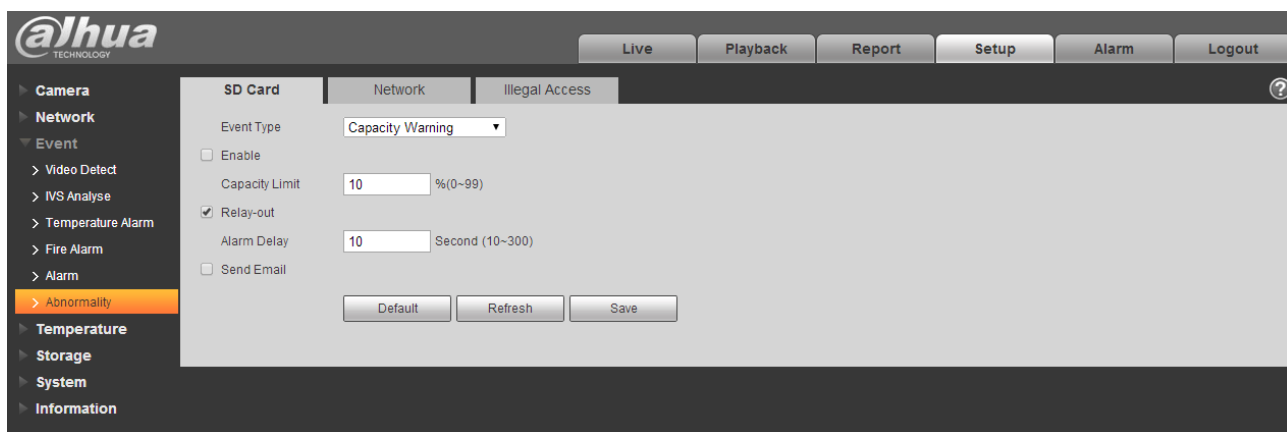 alhua
TECHNOLOGY
Live Playback Report Setup Alarm Logout
Camera
Network
Event
Video Detect
IVS Analyse
Temperature Alarm
Fire Alarm
Alarm
Abnormality
Temperature
Storage
System
Information
SD Card Network Illegal Access
?
Event Type Capacity Warning
Enable
Capacity Limit 10 %(0~99)
Relay-out
Alarm Delay 10 Second (10~300)
Send Email
Default Refresh Save